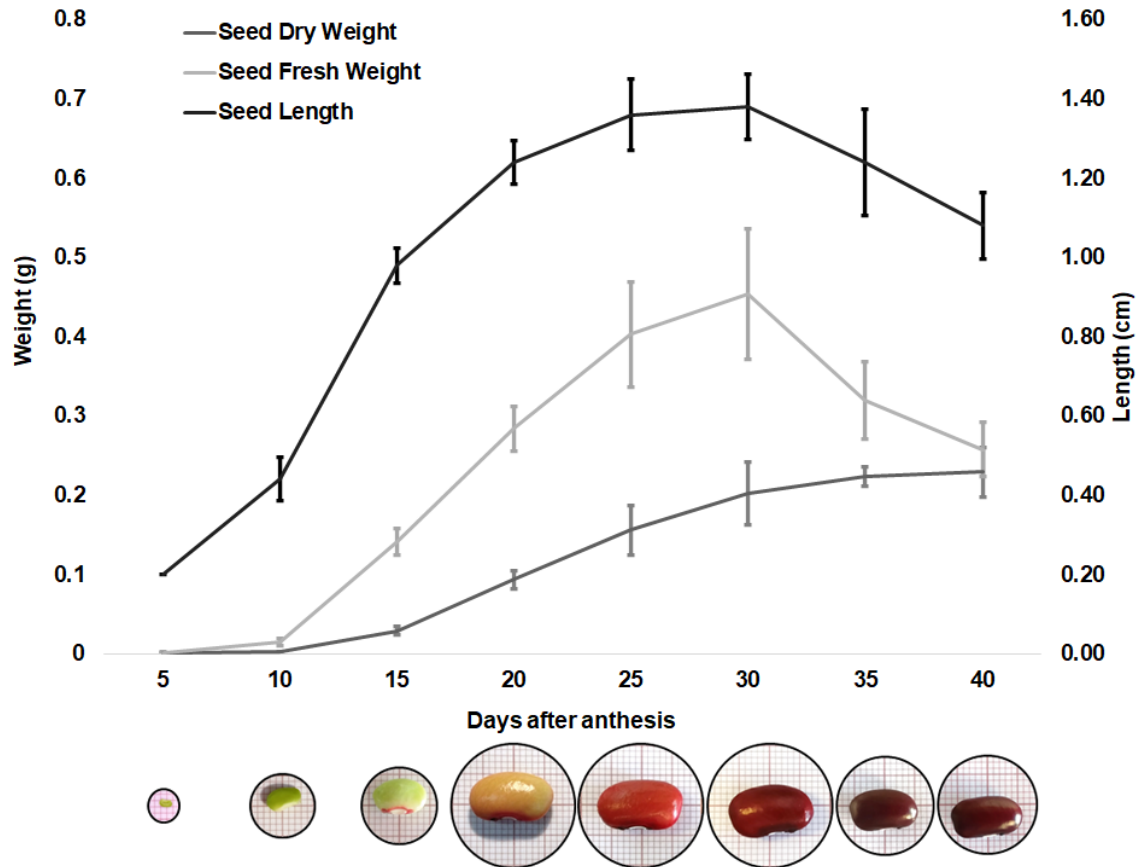 Seed Dry Weight
Seed Fresh Weight
Seed Length
Weight (g)
0.8
0.7
0.6
0.5
0.4
0.3
0.2
0.1
0
Length (cm)
1.60
1.40
1.20
1.00
0.80
0.60
0.40
0.20
0.00
5 10 15 20 25 30 35 40
Days after anthesis